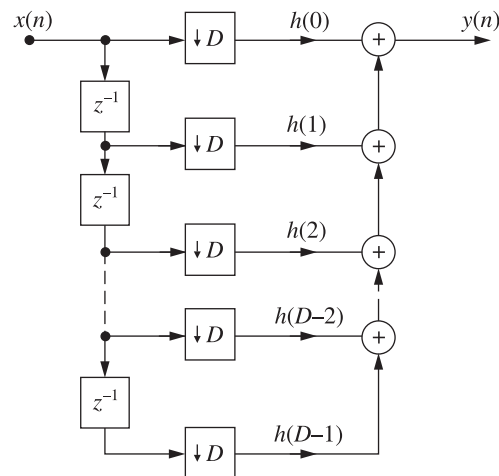 x(n) ↓ D h(0) + y(n)
z⁻¹
↓ D h(1) +
z⁻¹
↓ D h(2) +
↓ D h(D–2) +
z⁻¹
↓ D h(D–1)